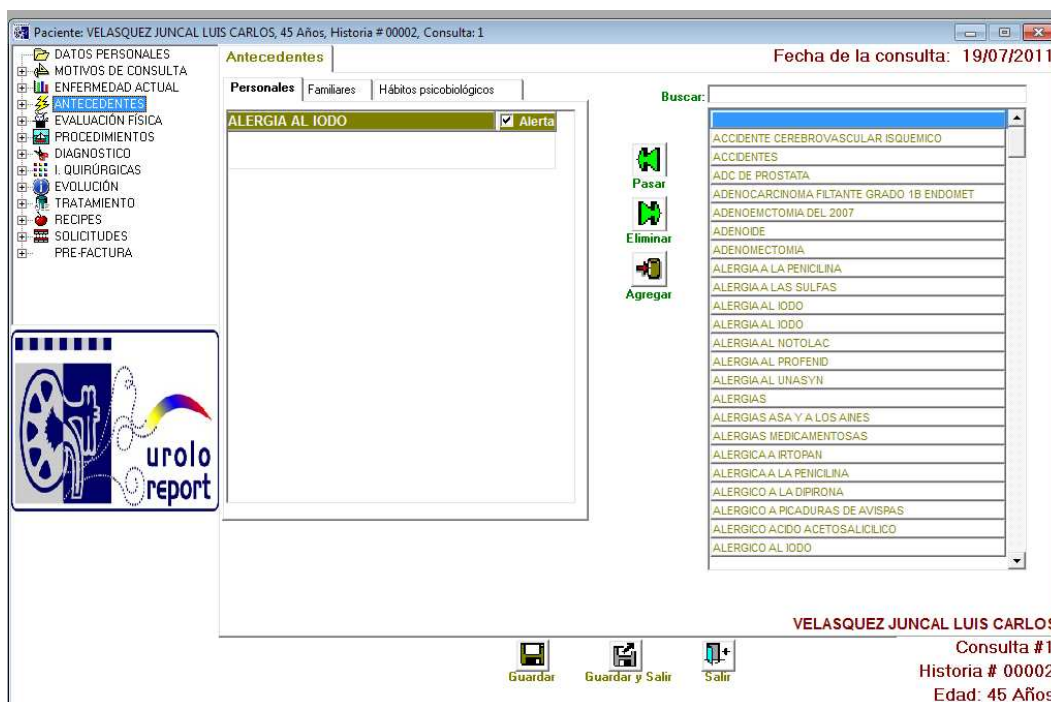 Paciente: VELASQUEZ JUNCAL LUIS CARLOS, 45 Años, Historia # 00002, Consulta: 1
DATOS PERSONALES
MOTIVOS DE CONSULTA
ENFERMEDAD ACTUAL
ANTECEDENTES
EVALUACIÓN FÍSICA
PROCEDIMIENTOS
DIAGNOSTICO
I. QUIRÚRGICAS
EVOLUCIÓN
TRATAMIENTO
RECIPES
SOLICITUDES
PRE-FACTURA
urolo
report
Antecedentes
Fecha de la consulta: 19/07/2011
Personales
Familiares
Hábitos psicobiológicos
ALERGIA AL IODO
Alerta
Pasar
Eliminar
Agregar
Buscar:
ACCIDENTE CEREBROVASCULAR ISQUEMICO
ACCIDENTES
ADC DE PROSTATA
ADENOCARCINOMA FILTANTE GRADO 1B ENDOMET
ADENOEMCTOMIA DEL 2007
ADENOIDE
ADENOMECTOMIA
ALERGIA A LA PENICILINA
ALERGIA A LAS SULFAS
ALERGIA AL IODO
ALERGIA AL IODO
ALERGIA AL NOTOLAC
ALERGIA AL PROFENID
ALERGIA AL UNASYN
ALERGIAS
ALERGIAS ASA Y A LOS AINES
ALERGIAS MEDICAMENTOSAS
ALERGICA A IRTOPAN
ALERGICA A LA PENICILINA
ALERGICO A LA DIPIRONA
ALERGICO A PICADURAS DE AVISPAS
ALERGICO ACIDO ACETOSALICILICO
ALERGICO AL IODO
VELASQUEZ JUNCAL LUIS CARLOS
Consulta #1
Historia # 00002
Edad: 45 Años
Guardar
Guardar y Salir
Salir